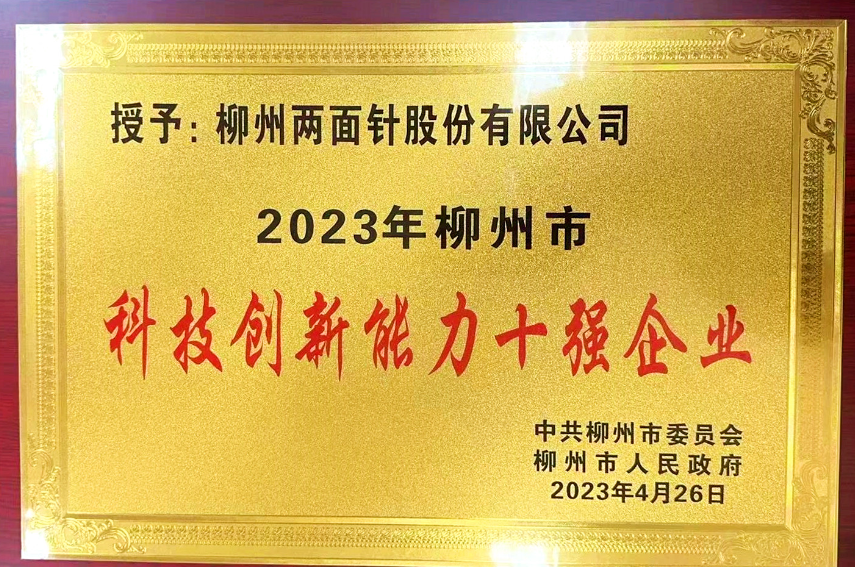 授予：柳州两面针股份有限公司
2023年柳州市
科技创新能力十强企业
中共柳州市委员会
柳州市人民政府
2023年4月26日